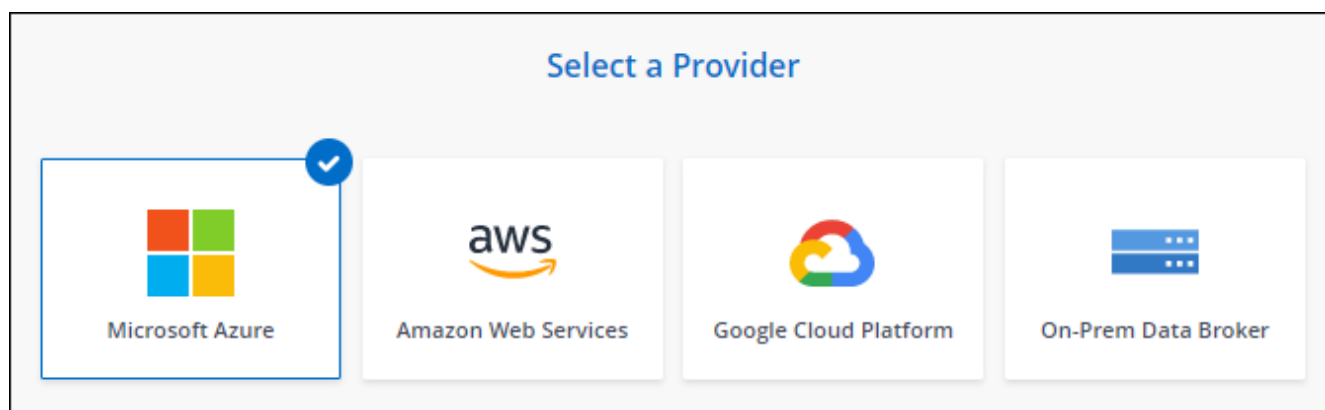 Select a Provider
aws
Microsoft Azure
Amazon Web Services
Google Cloud Platform
On-Prem Data Broker